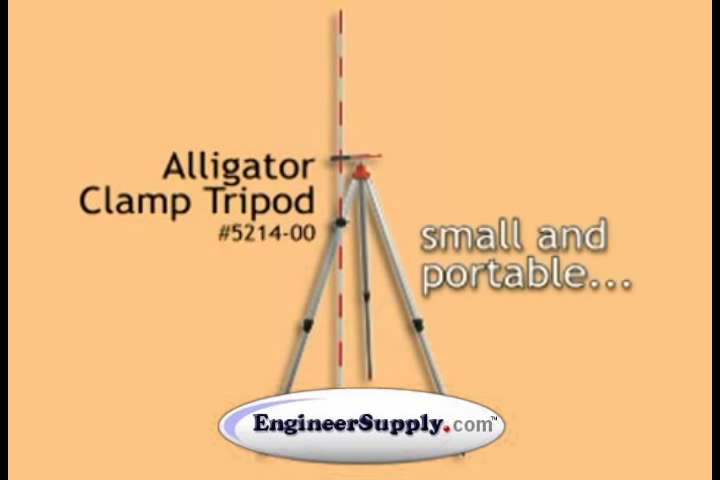 Alligator
Clamp Tripod
#5214-00
small and
portable...
EngineerSupply.com™